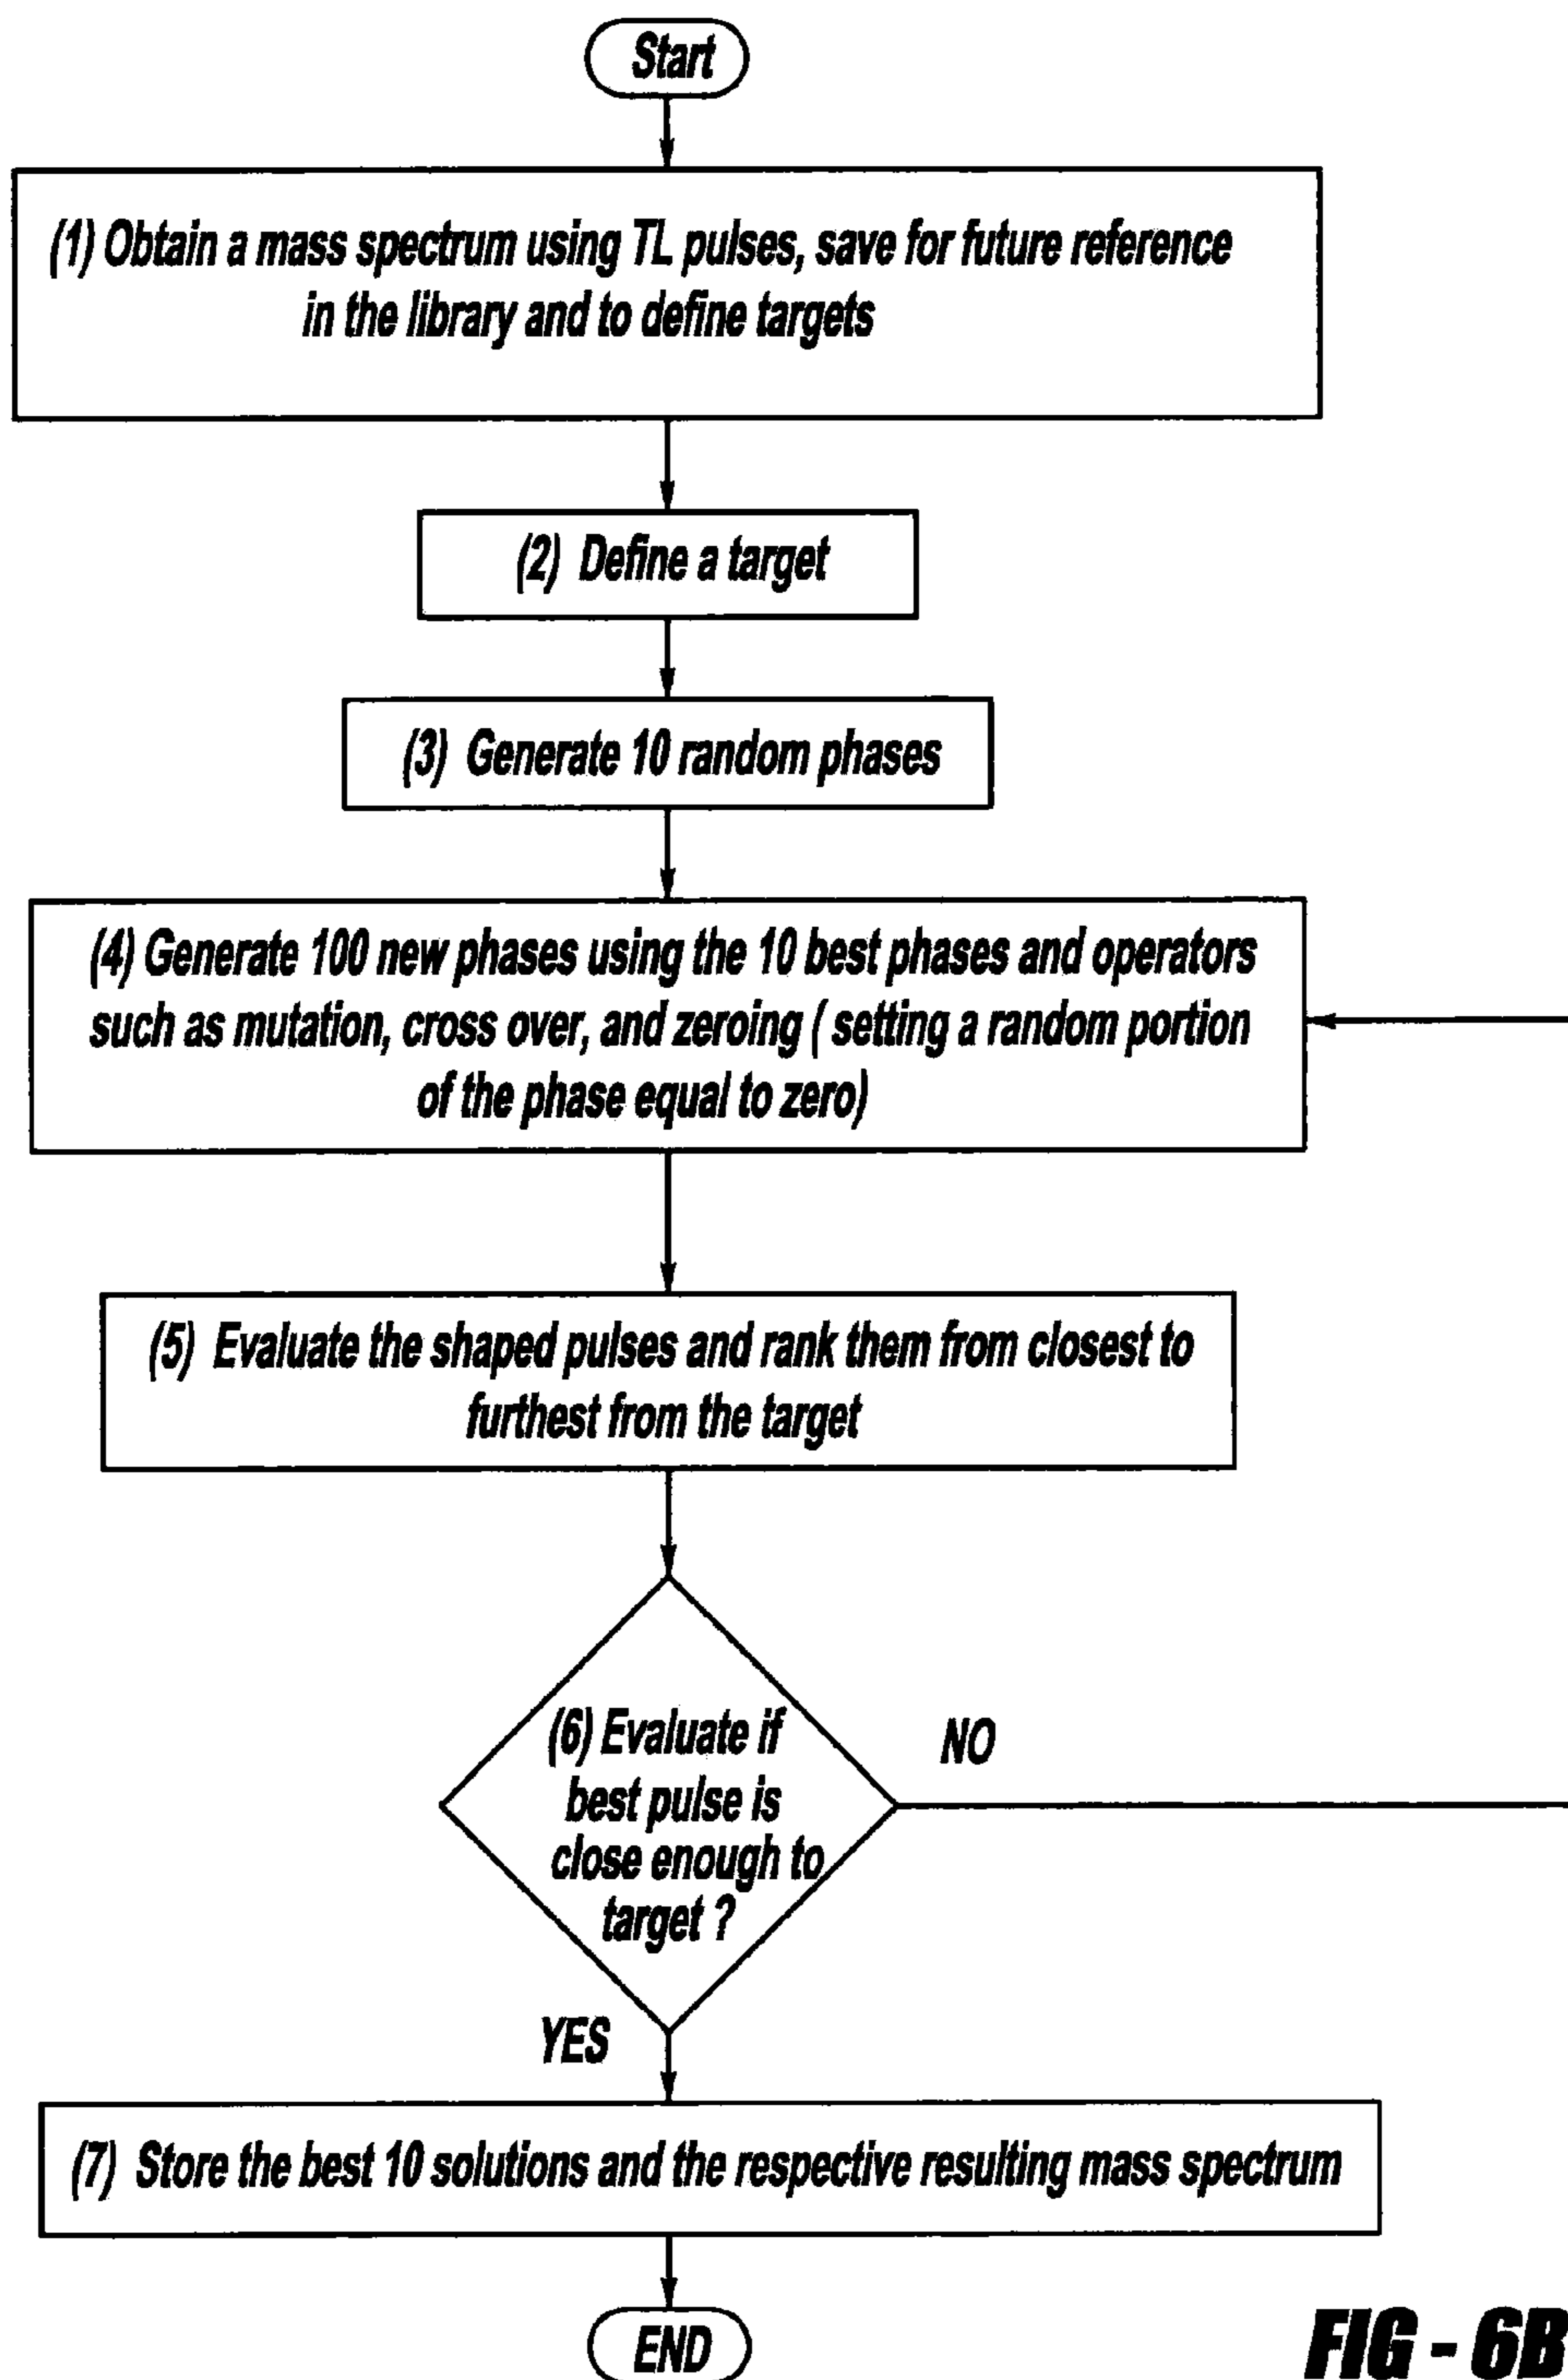 Start
(1) Obtain a mass spectrum using TL pulses, save for future reference
in the library and to define targets
(2) Define a target
(3) Generate 10 random phases
(4) Generate 100 new phases using the 10 best phases and operators
such as mutation, cross over, and zeroing ( setting a random portion
of the phase equal to zero)
(5) Evaluate the shaped pulses and rank them from closest to
furthest from the target
(6) Evaluate if
best pulse is
close enough to
target ?
NO
YES
(7) Store the best 10 solutions and the respective resulting mass spectrum
END
FIG - 6B